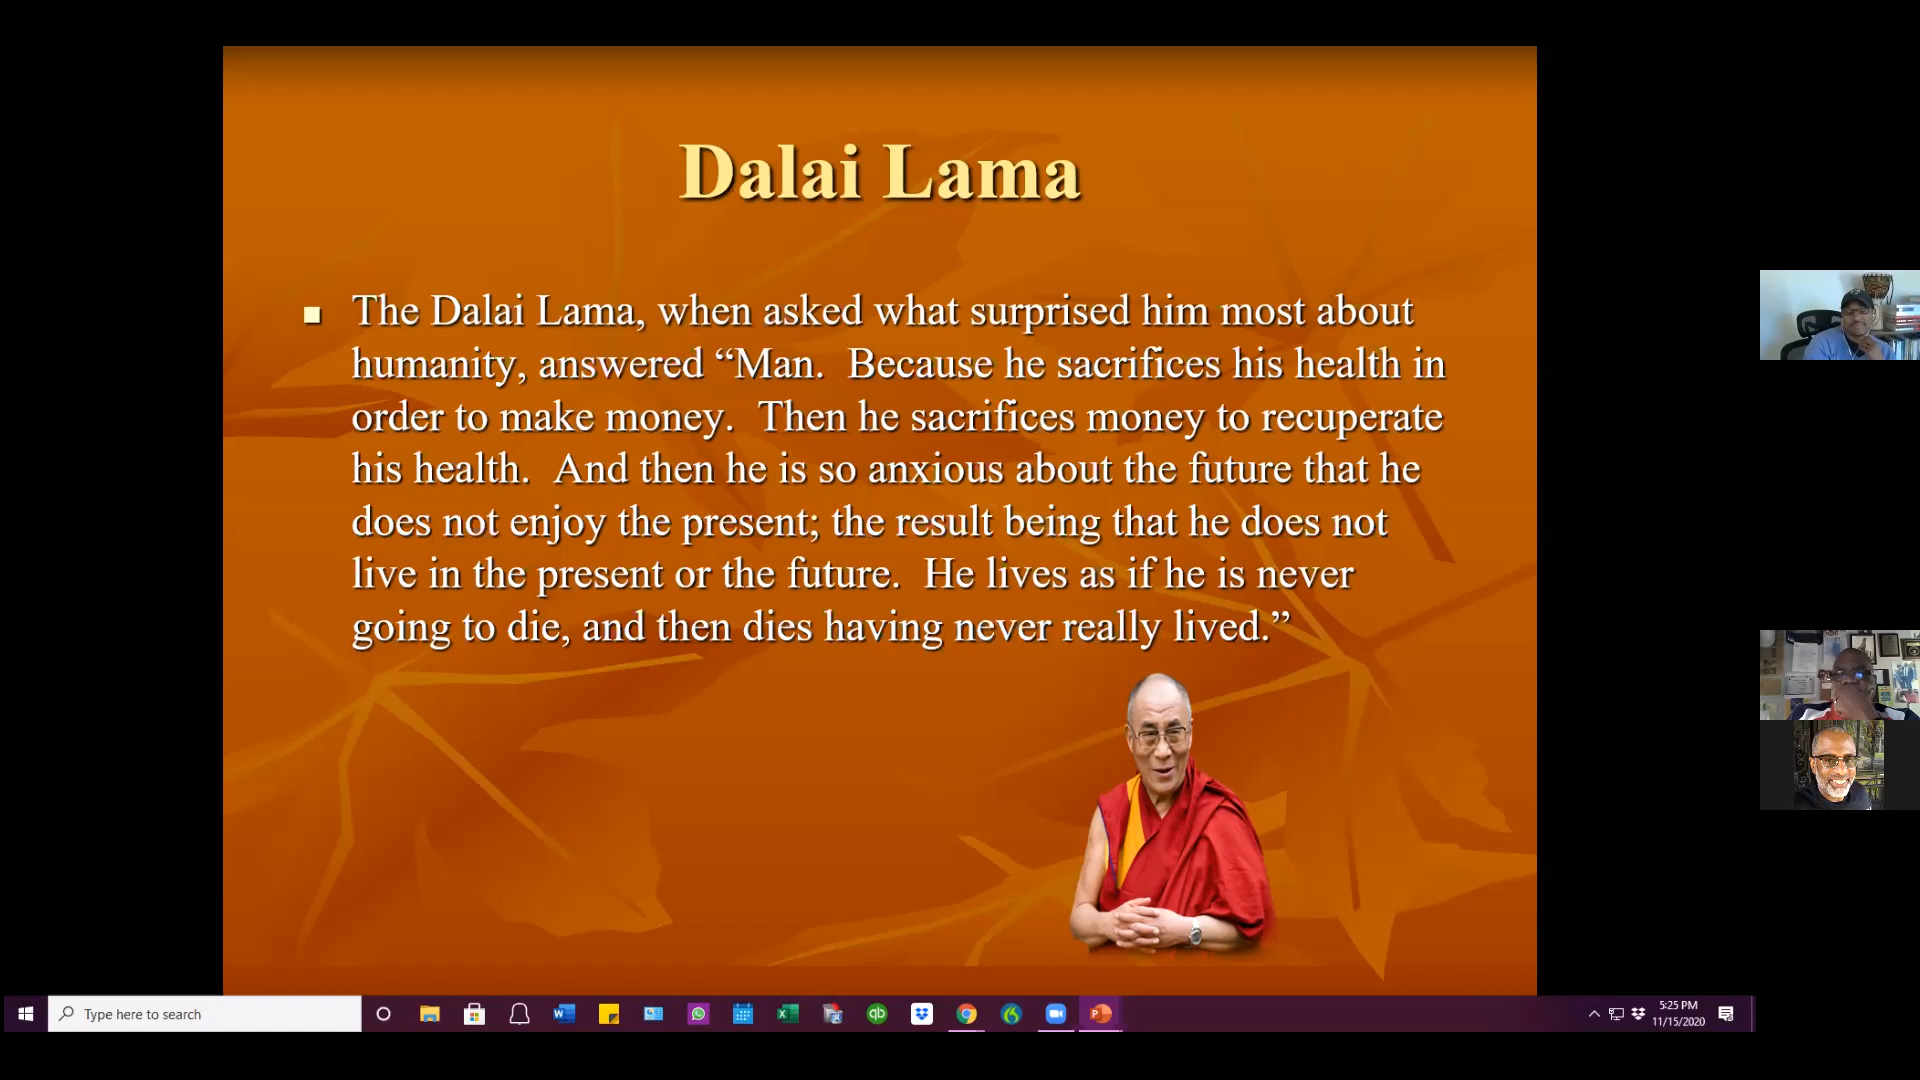 Dalai Lama
The Dalai Lama, when asked what surprised him most about
humanity, answered “Man.  Because he sacrifices his health in
order to make money.  Then he sacrifices money to recuperate
his health.  And then he is so anxious about the future that he
does not enjoy the present; the result being that he does not
live in the present or the future.  He lives as if he is never
going to die, and then dies having never really lived.”
Type here to search
5:25 PM
11/15/2020